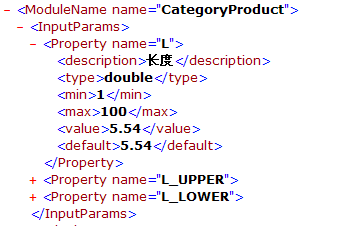 - <ModuleName name="CategoryProduct">
- <InputParams>
- <Property name="L">
<description>长度</description>
<type>double</type>
<min>1</min>
<max>100</max>
<value>5.54</value>
<default>5.54</default>
</Property>
+ <Property name="L_UPPER">
+ <Property name="L_LOWER">
</InputParams>